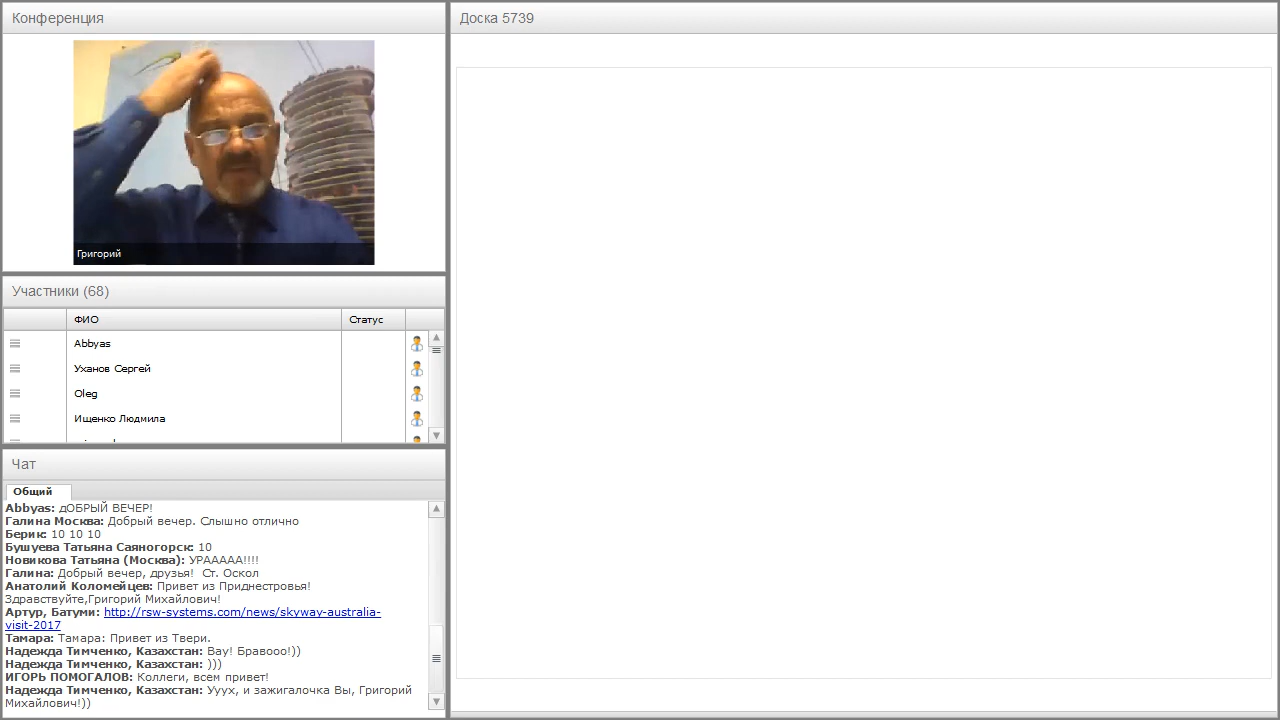 Конференция
Доска 5739
Григорий
Участники (68)
ФИО
Статус
Abbyas
Уханов Сергей
Oleg
Ищенко Людмила
Чат
Общий
Abbyas: дОБРЫЙ ВЕЧЕР!
Галина Москва: Добрый вечер. Слышно отлично
Берик: 10 10 10
Бушуева Татьяна Саяногорск: 10
Новикова Татьяна (Москва): УРААААА!!!!
Галина: Добрый вечер, друзья! Ст. Оскол
Анатолий Коломейцев: Привет из Приднестровья!
Здравствуйте,Григорий Михайлович!
Артур, Батуми: http://rsw-systems.com/news/skyway-australia-
visit-2017
Тамара: Тамара: Привет из Твери.
Надежда Тимченко, Казахстан: Вау! Бравооо!))
Надежда Тимченко, Казахстан: )))
ИГОРЬ ПОМОГАЛОВ: Коллеги, всем привет!
Надежда Тимченко, Казахстан: Ууух, и зажигалочка Вы, Григорий
Михайлович!))